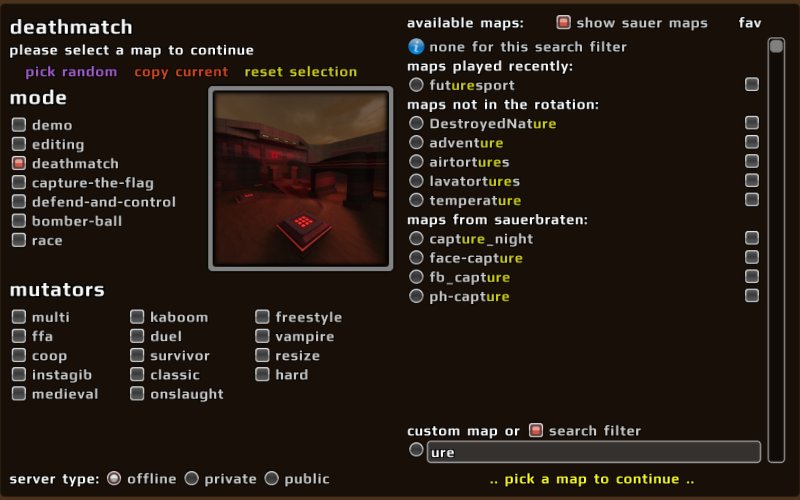 deathmatch
please select a map to continue
pick random copy current reset selection
mode
demo
editing
deathmatch
capture-the-flag
defend-and-control
bomber-ball
race
mutators
multi kaboom freestyle
ffa duel vampire
coop survivor resize
instagib classic hard
medieval onslaught
server type: offline private public
available maps: show sauer maps fav
none for this search filter
maps played recently:
futuresport
maps not in the rotation:
DestroyedNature
adventure
airtortures
lavatortures
temperature
maps from sauerbraten:
capture_night
face-capture
fb_capture
ph-capture
custom map or search filter
ure
.. pick a map to continue ..